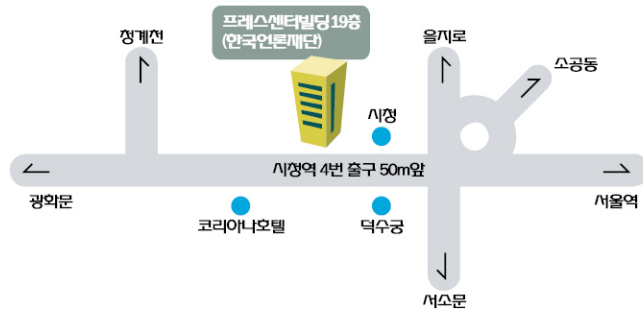 프레스센터빌딩 19층
(한국언론재단)
청계천
을지로
소공동
시청
시청역 4번 출구 50m앞
광화문
서울역
코리아나호텔
덕수궁
서소문